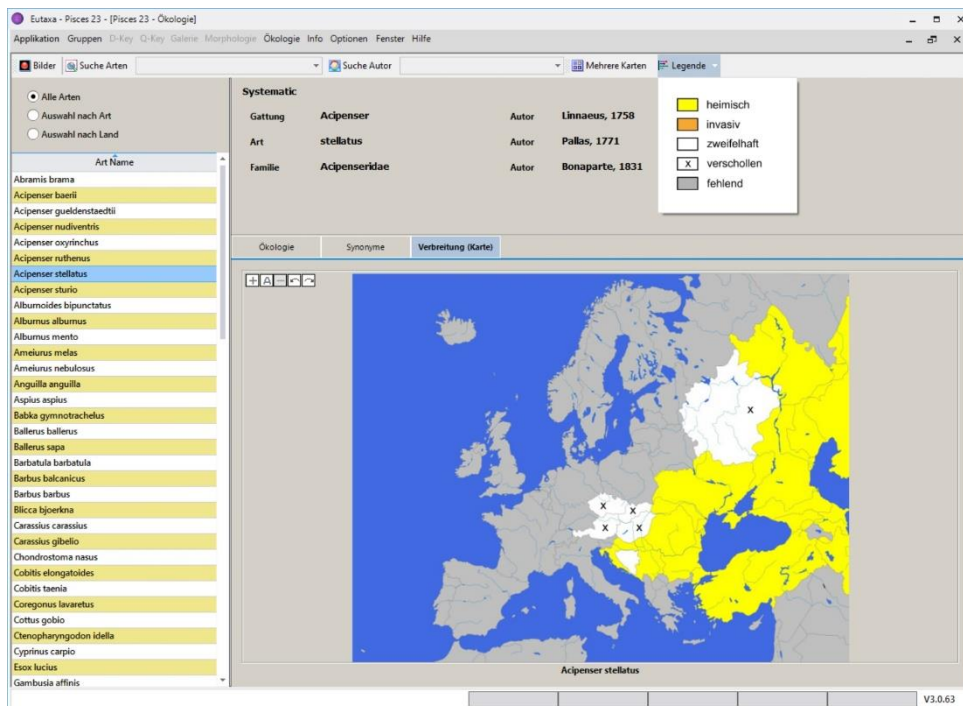 Eutaxa - Pisces 23 - [Pisces 23 - Ökologie]
Applikation Gruppen D-Key Q-Key Galerie Morphologie Ökologie Info Optionen Fenster Hilfe
Bilder Suche Arten Suche Autor Mehrere Karten Legende
Alle Arten
Auswahl nach Art
Auswahl nach Land
Art Name
Abramis brama
Acipenser baerii
Acipenser gueldenstaedtii
Acipenser nudiventris
Acipenser oxyrinchus
Acipenser ruthenus
Acipenser stellatus
Acipenser sturio
Alburnoides bipunctatus
Alburnus alburnus
Alburnus mento
Ameiurus melas
Ameiurus nebulosus
Anguilla anguilla
Aspius aspius
Babka gymnotrachelus
Ballerus ballerus
Ballerus sapa
Barbatula barbatula
Barbus balcanicus
Barbus barbus
Blicca bjoerkna
Carassius carassius
Carassius gibelio
Chondrostoma nasus
Cobitis elongatoides
Cobitis taenia
Coregonus lavaretus
Cottus gobio
Ctenopharyngodon idella
Cyprinus carpio
Esox lucius
Gambusia affinis
Systematic
Gattung Acipenser Autor Linnaeus, 1758
Art stellatus Autor Pallas, 1771
Familie Acipenseridae Autor Bonaparte, 1831
heimisch
invasiv
zweifelhaft
x verschollen
fehlend
Ökologie Synonyme Verbreitung (Karte)
+ A -
x
x x
x x
Acipenser stellatus
V3.0.63